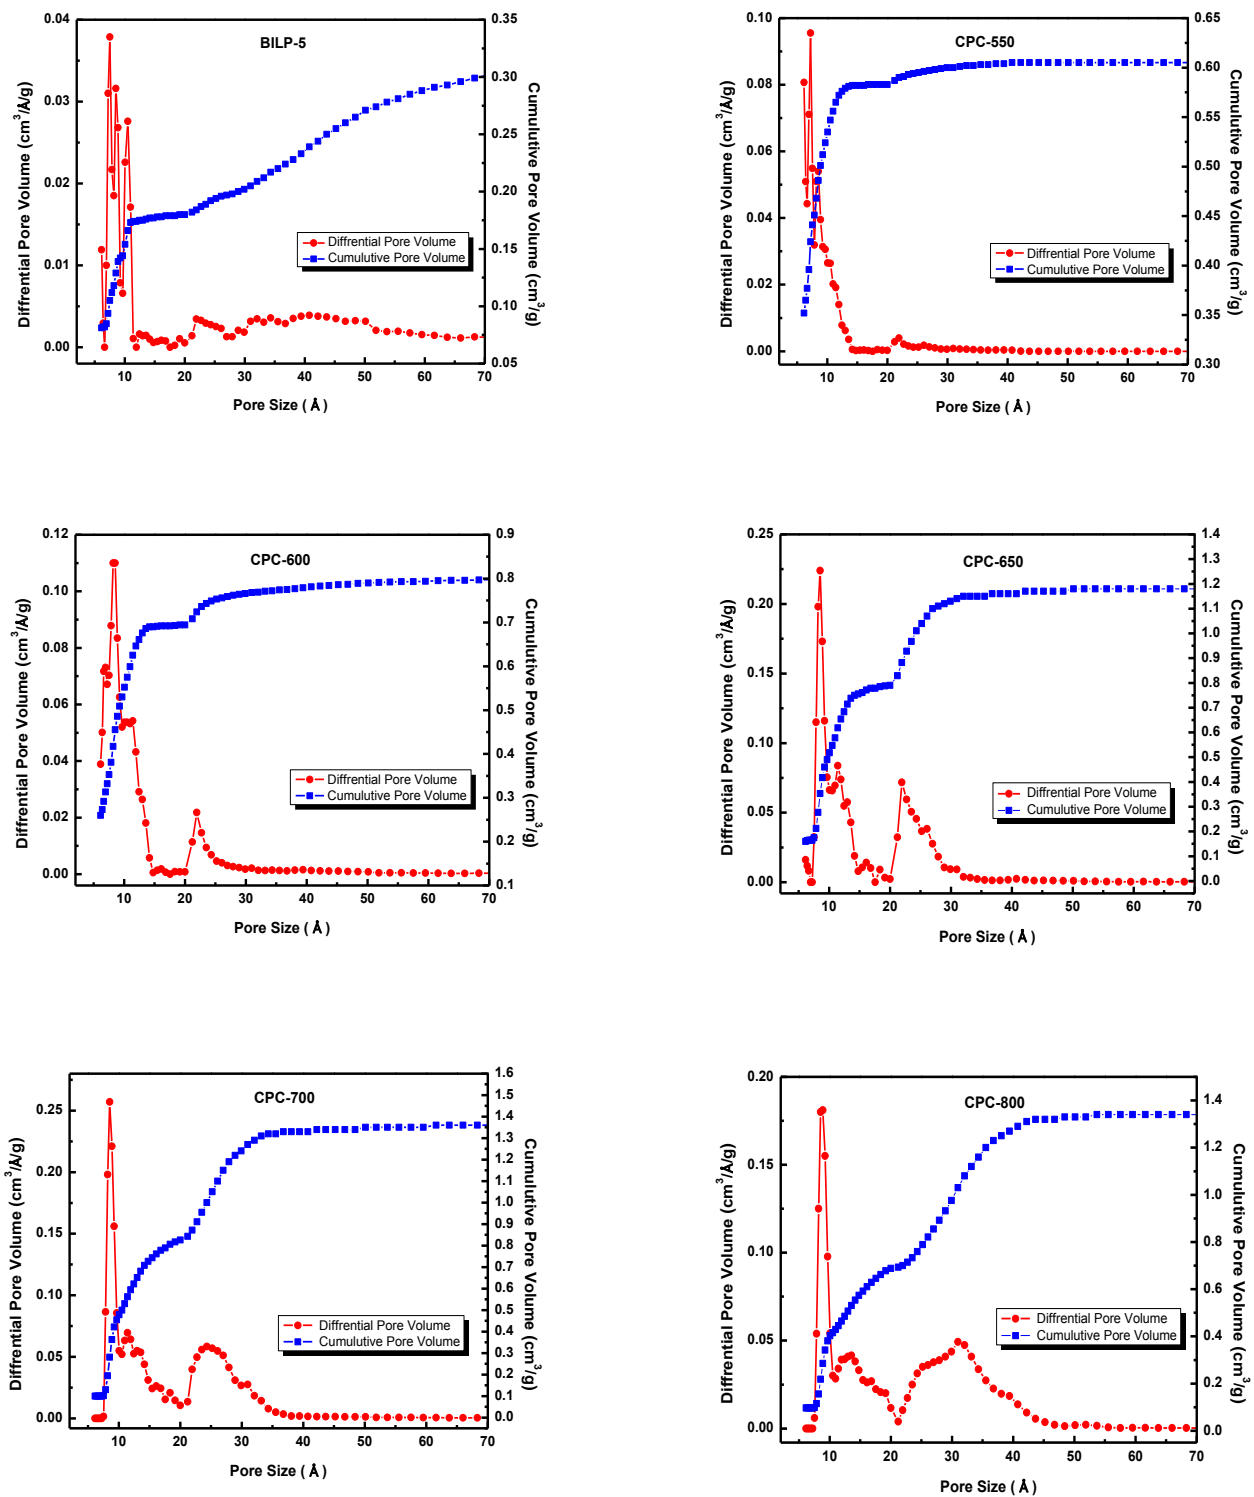 BILP-5
Diffrential Pore Volume (cm³/Å/g)
0.04
0.03
0.02
0.01
0.00
0.35
0.30
0.25
0.20
0.15
0.10
0.05
Cumulutive Pore Volume (cm³/g)
Diffrential Pore Volume
Cumulutive Pore Volume
10 20 30 40 50 60 70
Pore Size ( Å )
CPC-550
Diffrential Pore Volume (cm³/Å/g)
0.10
0.08
0.06
0.04
0.02
0.00
0.65
0.60
0.55
0.50
0.45
0.40
0.35
0.30
Cumulutive Pore Volume (cm³/g)
Diffrential Pore Volume
Cumulutive Pore Volume
10 20 30 40 50 60 70
Pore Size ( Å )
CPC-600
Diffrential Pore Volume (cm³/Å/g)
0.12
0.10
0.08
0.06
0.04
0.02
0.00
0.9
0.8
0.7
0.6
0.5
0.4
0.3
0.2
0.1
Cumulutive Pore Volume (cm³/g)
Diffrential Pore Volume
Cumulutive Pore Volume
10 20 30 40 50 60 70
Pore Size ( Å )
CPC-650
Diffrential Pore Volume (cm³/Å/g)
0.25
0.20
0.15
0.10
0.05
0.00
1.4
1.3
1.2
1.1
1.0
0.9
0.8
0.7
0.6
0.5
0.4
0.3
0.2
0.1
0.0
Cumulutive Pore Volume (cm³/g)
Diffrential Pore Volume
Cumulutive Pore Volume
10 20 30 40 50 60 70
Pore Size ( Å )
CPC-700
Diffrential Pore Volume (cm³/Å/g)
0.25
0.20
0.15
0.10
0.05
0.00
1.6
1.5
1.4
1.3
1.2
1.1
1.0
0.9
0.8
0.7
0.6
0.5
0.4
0.3
0.2
0.1
0.0
Cumulutive Pore Volume (cm³/g)
Diffrential Pore Volume
Cumulutive Pore Volume
10 20 30 40 50 60 70
Pore Size ( Å )
CPC-800
Diffrential Pore Volume (cm³/Å/g)
0.20
0.15
0.10
0.05
0.00
1.4
1.2
1.0
0.8
0.6
0.4
0.2
0.0
Cumulutive Pore Volume (cm³/g)
Diffrential Pore Volume
Cumulutive Pore Volume
10 20 30 40 50 60 70
Pore Size ( Å )